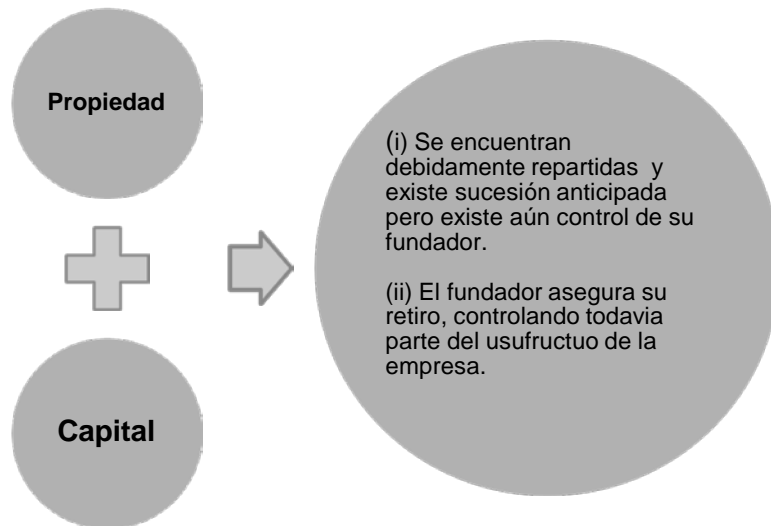 Propiedad
(i) Se encuentran
debidamente repartidas y
existe sucesión anticipada
pero existe aún control de su
fundador.
(ii) El fundador asegura su
retiro, controlando todavia
parte del usufructuo de la
empresa.
Capital